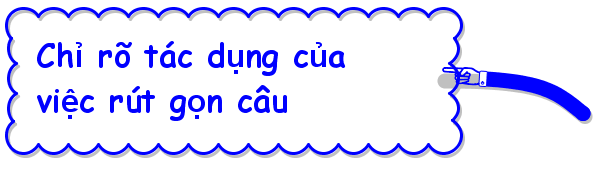 Chỉ rõ tác dụng của
việc rút gọn câu